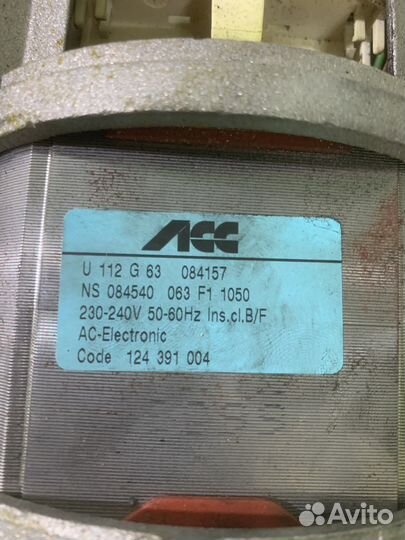 ACC
U 112 G 63 084157
NS 084540 063 F1 1050
230-240V 50-60Hz Ins.cl.B/F
AC-Electronic
Code 124 391 004
Avito